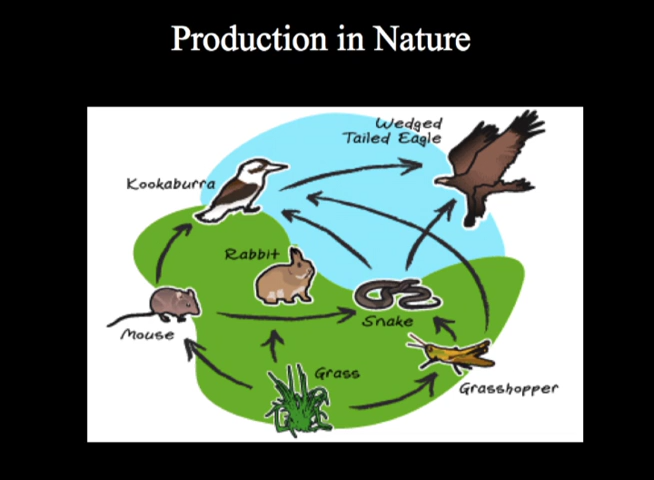 Production in Nature
Wedged
Tailed Eagle
Kookaburra
Rabbit
Mouse
Snake
Grass
Grasshopper